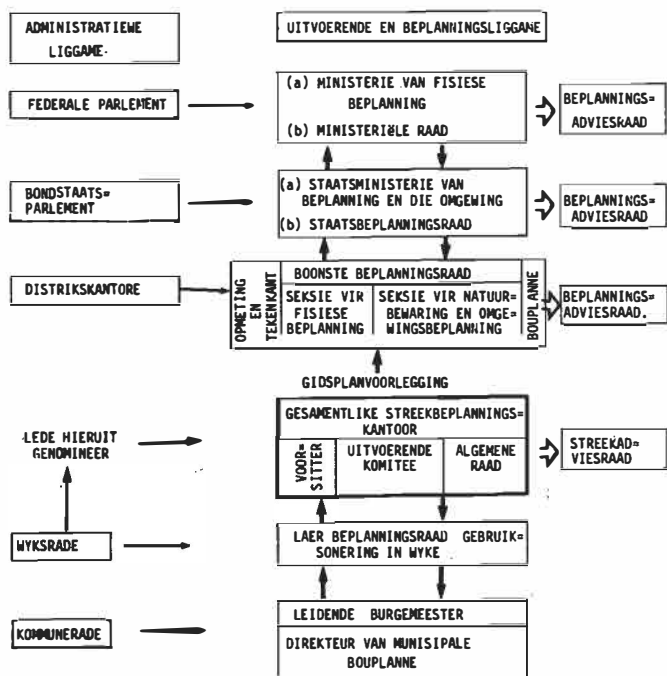 ADMINISTRATIEWE
LIGGAME.
UITVOERENDE EN BEPLANNINGSLIGGAME
FEDERALE PARLEMENT
(a) MINISTERIE VAN FISIESE
BEPLANNING
(b) MINISTERIËLE RAAD
BEPLANNINGS=
ADVIESRAAD
BONDSTAATS=
PARLEMENT
(a) STAATSMINISTERIE VAN
BEPLANNING EN DIE OMGEWING
(b) STAATSBEPLANNINGSRAAD
BEPLANNINGS=
ADVIESRAAD
DISTRIKSKANTORE
OPMETING
EN
TEKENKANT
BOONSTE BEPLANNINGSRAAD
SEKSIE VIR
FISIESE
BEPLANNING
SEKSIE VIR NATUUR=
BEWARING EN OMGE=
WINGSBEPLANNING
BOUPLANNE
BEPLANNINGS=
ADVIESRAAD.
GIDSPLANVOORLEGGING
LEDE HIERUIT
GENOMINEER
GESAMENTLIKE STREEKBEPLANNINGS=
KANTOOR
VOOR=
SITTER
UITVOERENDE
KOMITEE
ALGEMENE
RAAD
STREEKAD=
VIESRAAD
WYKSRADE
LAER BEPLANNINGSRAAD GEBRUIK=
SONERING IN WYKE
KOMMUNERADE
LEIDENDE BURGEMEESTER
DIREKTEUR VAN MUNISIPALE
BOUPLANNE